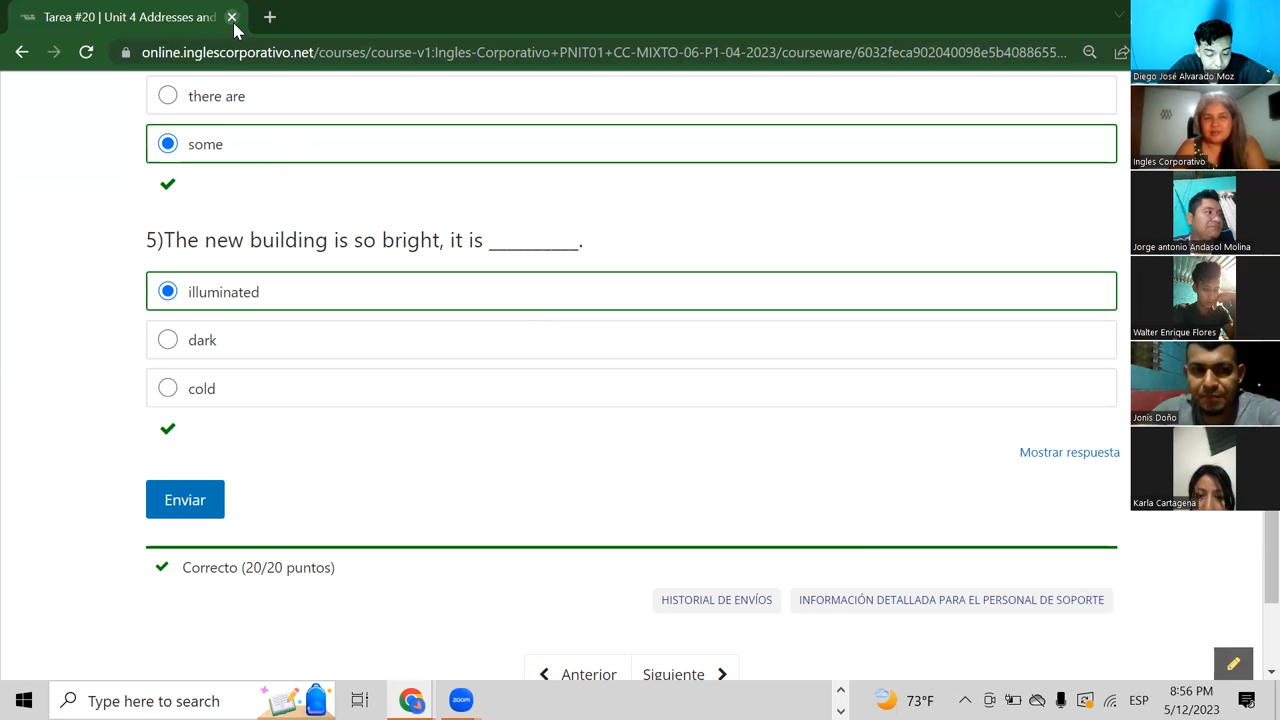 Tarea #20 | Unit 4 Addresses and
online.inglescorporativo.net/courses/course-v1:Ingles-Corporativo+PNIT01+CC-MIXTO-06-P1-04-2023/courseware/6032feca902040098e5b4088655...
there are
some
5)The new building is so bright, it is __________.
illuminated
dark
cold
Mostrar respuesta
Enviar
Correcto (20/20 puntos)
HISTORIAL DE ENVÍOS
INFORMACIÓN DETALLADA PARA EL PERSONAL DE SOPORTE
Anterior
Siguiente
Diego José Alvarado Moz
Ingles Corporativo
Jorge antonio Andasol Molina
Walter Enrique Flores
Jonis Doño
Karla Cartagena
Type here to search
zoom
73°F
ESP
8:56 PM
5/12/2023